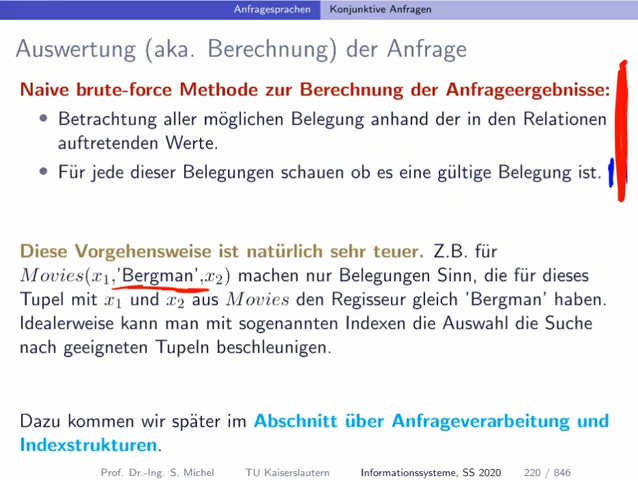 Anfragesprachen Konjunktive Anfragen
Auswertung (aka. Berechnung) der Anfrage
Naive brute-force Methode zur Berechnung der Anfrageergebnisse:
• Betrachtung aller möglichen Belegung anhand der in den Relationen
auftretenden Werte.
• Für jede dieser Belegungen schauen ob es eine gültige Belegung ist.
Diese Vorgehensweise ist natürlich sehr teuer. Z.B. für
Movies(x₁,'Bergman',x₂) machen nur Belegungen Sinn, die für dieses
Tupel mit x₁ und x₂ aus Movies den Regisseur gleich 'Bergman' haben.
Idealerweise kann man mit sogenannten Indexen die Auswahl die Suche
nach geeigneten Tupeln beschleunigen.
Dazu kommen wir später im Abschnitt über Anfrageverarbeitung und
Indexstrukturen.
Prof. Dr.-Ing. S. Michel TU Kaiserslautern Informationssysteme, SS 2020 220 / 846